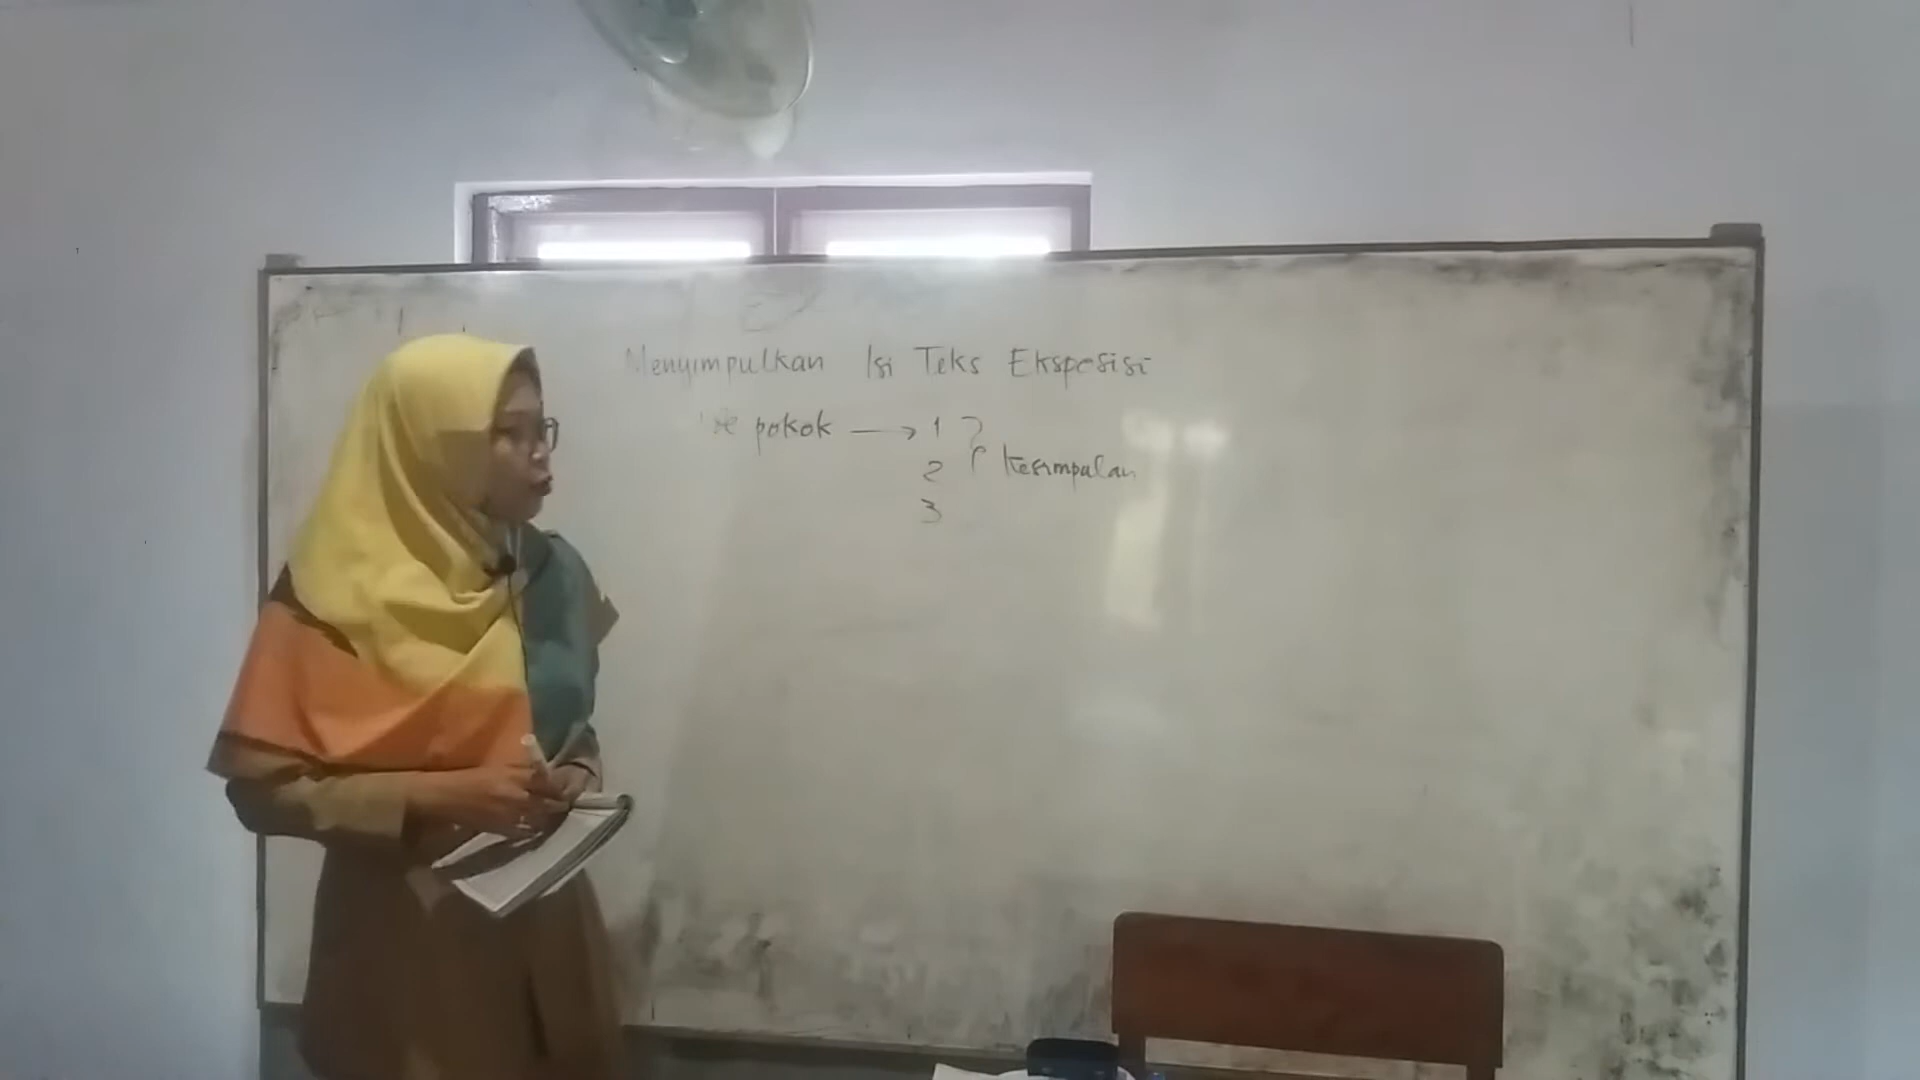 Menyimpulkan Isi Teks Eksposisi
pokok → 1
2 Kesimpulan
3